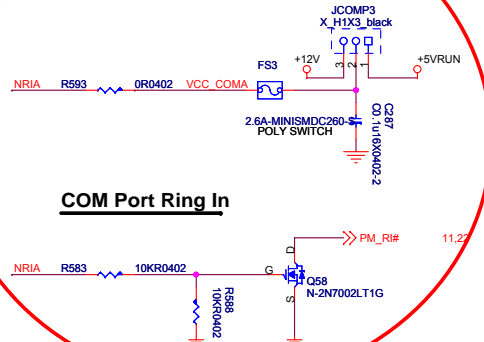 JCOMP3
X_H1X3_black
+12V
+5VRUN
3
2
1
FS3
NRIA
R593
0R0402
VCC_COMA
2.6A-MINISMDC260-S
POLY SWITCH
C287
C0.1u16X0402-2
COM Port Ring In
PM_RI#
11,22
NRIA
R583
10KR0402
G
D
S
Q58
N-2N7002LT1G
R588
10KR0402